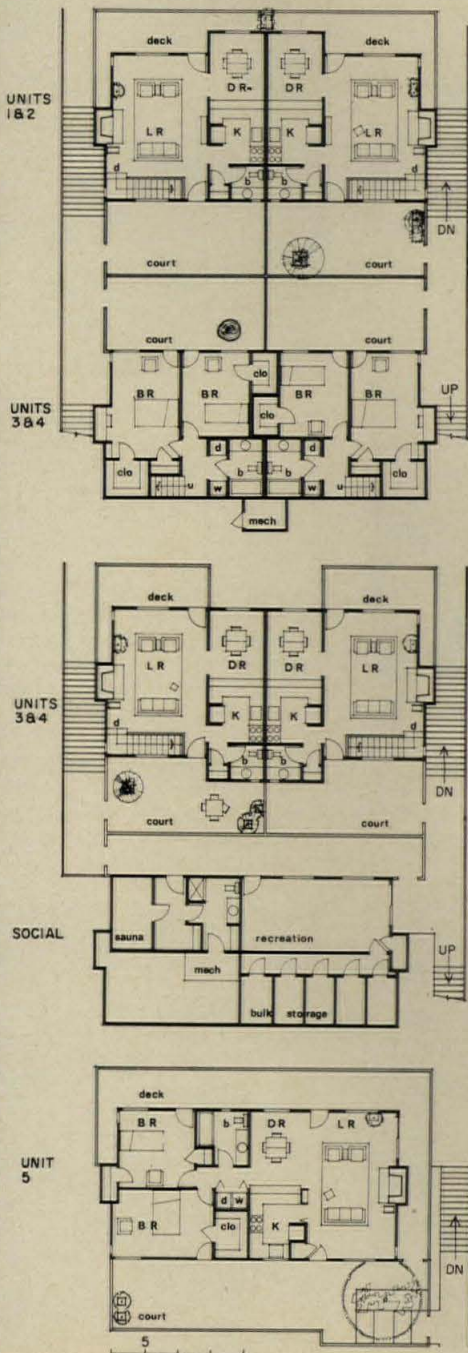 deck deck
DR DR
UNITS
1&2
LR K K LR
d b b d
DN
court court
court court
clo
BR BR BR BR
UP
UNITS
3&4
clo
clo d d clo
b b
u w w u
mech
deck deck
LR DR DR LR
UNITS
3&4
K K
d b b d
DN
court court
SOCIAL
sauna recreation
UP
mech
bulk storage
deck
BR b DR LR
UNIT
5
d w
BR clo K
DN
court
5